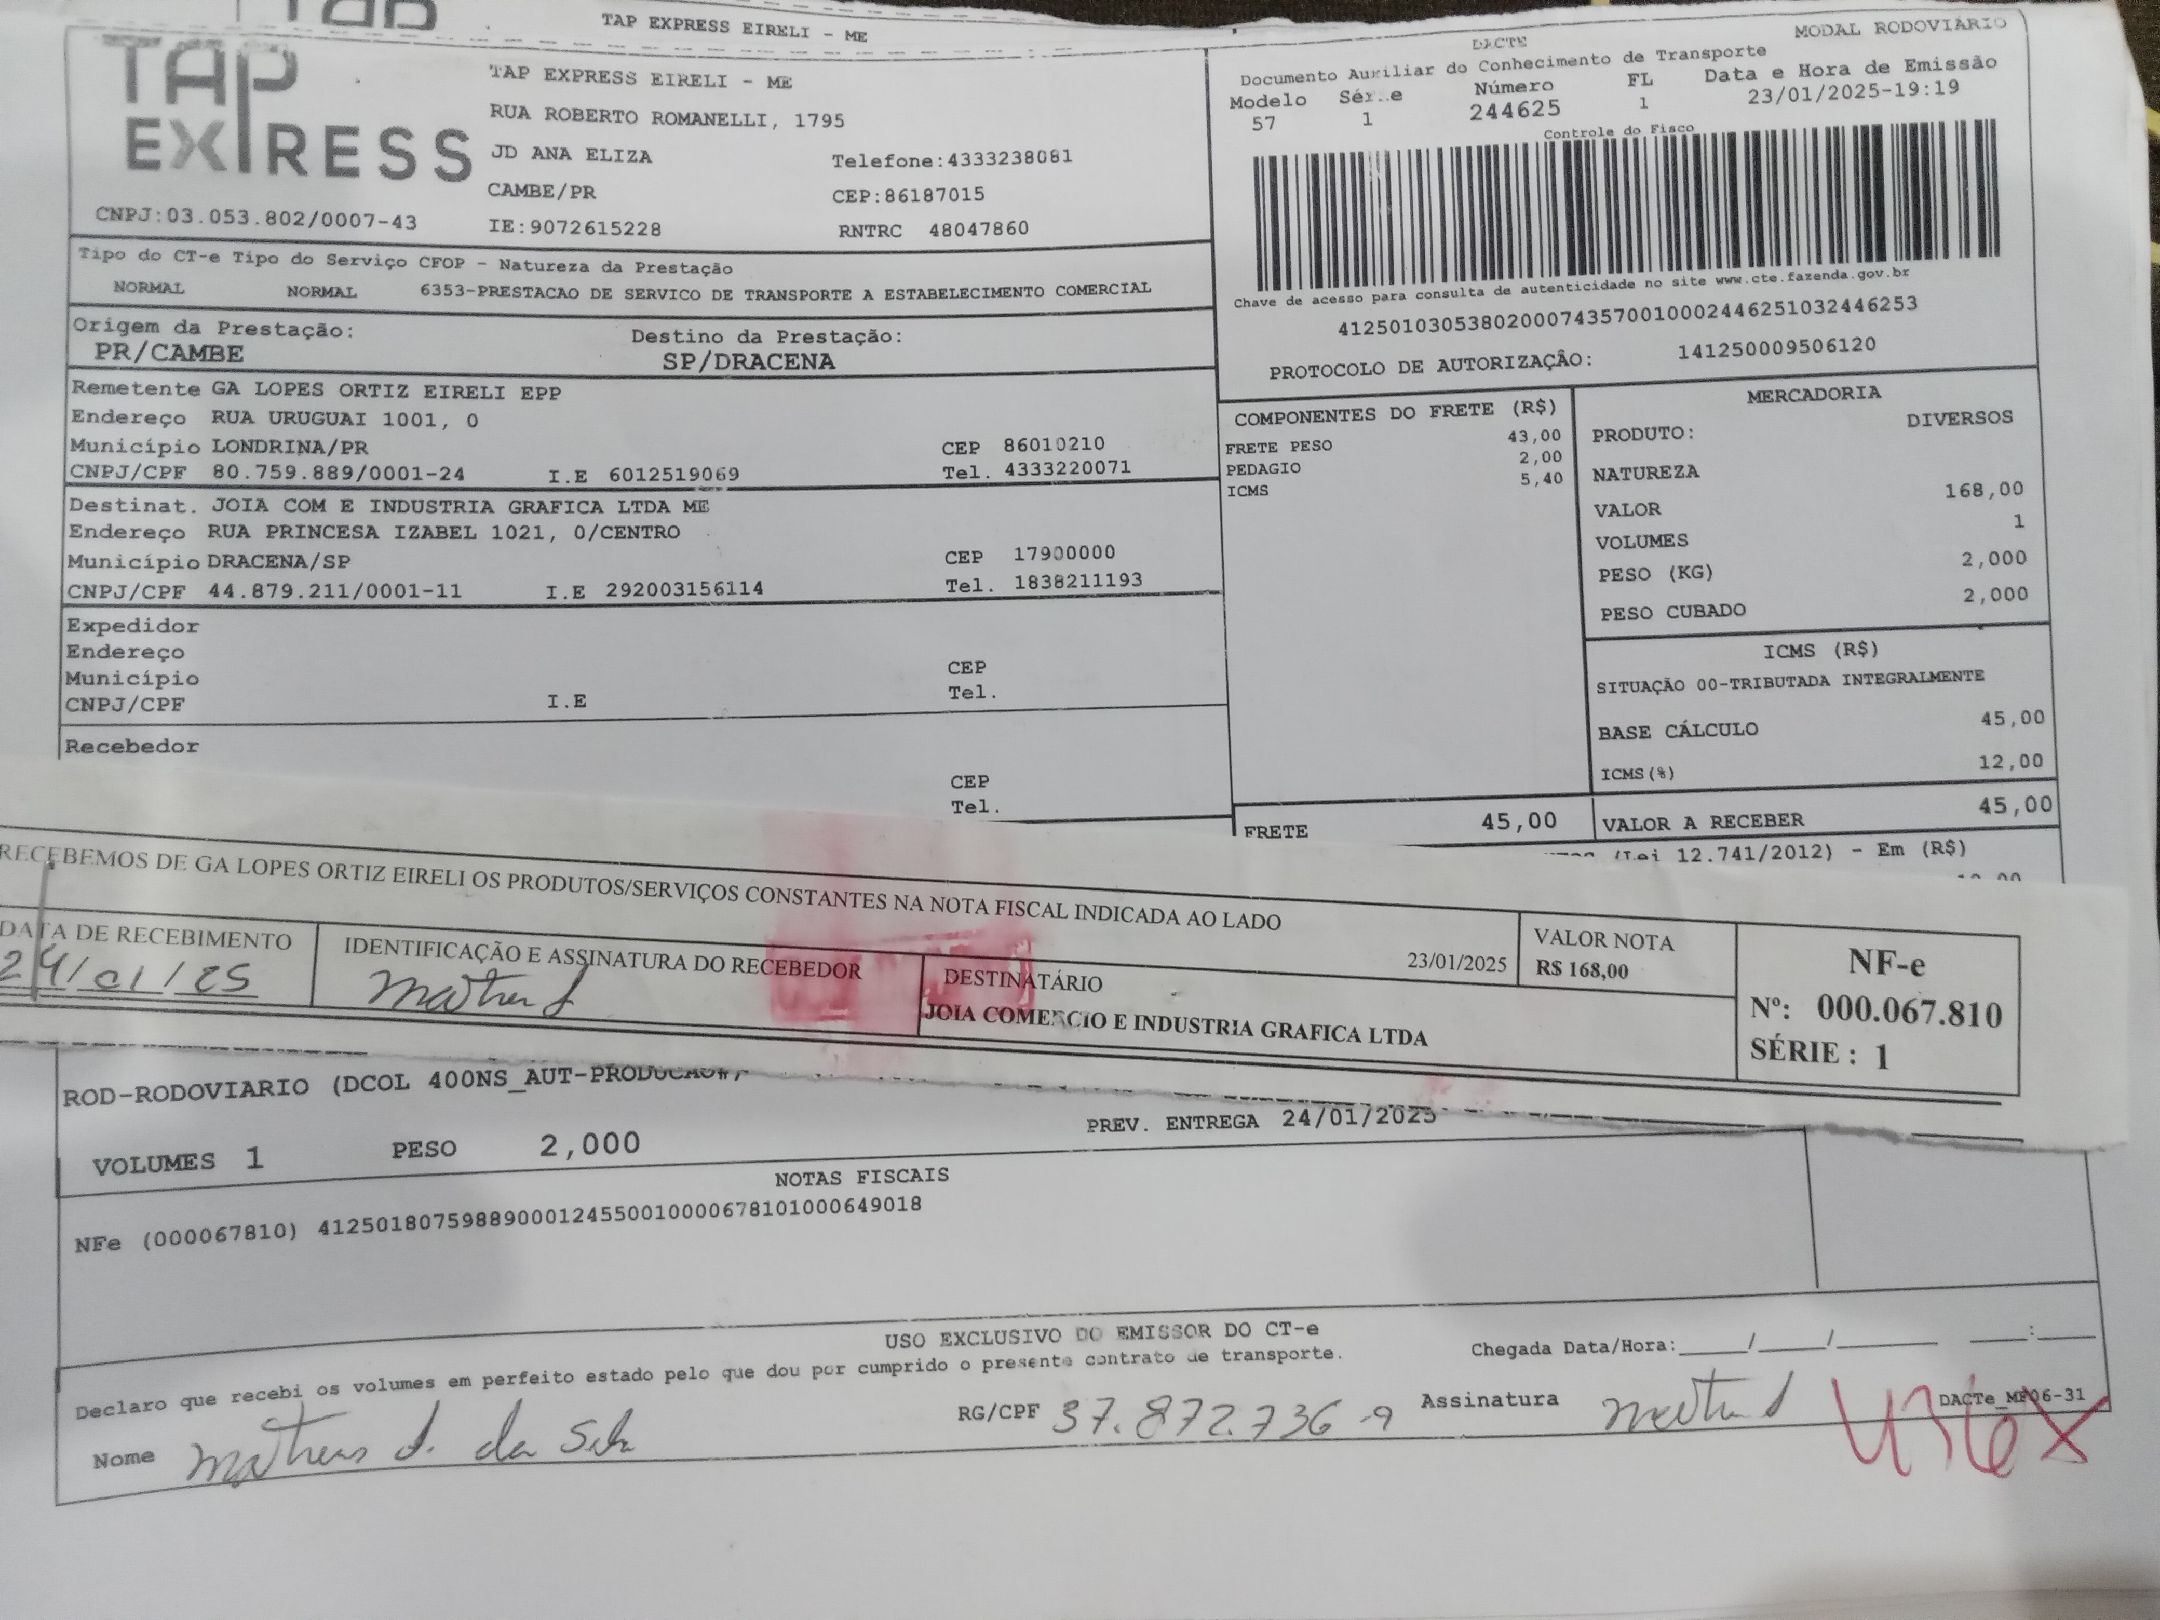 TAP
TAP EXPRESS EIRELI - ME
MODAL RODOVIÁRIO
TAP EXPRESS
TAP EXPRESS EIRELI - ME
RUA ROBERTO ROMANELLI, 1795
JD ANA ELIZA Telefone:4333238081
CAMBE/PR CEP:86187015
CNPJ:03.053.802/0007-43 IE:9072615228 RNTRC 48047860
DACTE
Documento Auxiliar do Conhecimento de Transporte
Modelo Série Número FL Data e Hora de Emissão
57 1 244625 1 23/01/2025-19:19
Controle do Fisco
Chave de acesso para consulta de autenticidade no site www.cte.fazenda.gov.br
41250103053802000743570010002446251032446253
PROTOCOLO DE AUTORIZAÇÃO: 141250009506120
Tipo do CT-e Tipo do Serviço CFOP - Natureza da Prestação
NORMAL NORMAL 6353-PRESTACAO DE SERVICO DE TRANSPORTE A ESTABELECIMENTO COMERCIAL
Origem da Prestação: Destino da Prestação:
PR/CAMBE SP/DRACENA
Remetente GA LOPES ORTIZ EIRELI EPP
Endereço RUA URUGUAI 1001, 0
Município LONDRINA/PR CEP 86010210
CNPJ/CPF 80.759.889/0001-24 I.E 6012519069 Tel. 4333220071
Destinat. JOIA COM E INDUSTRIA GRAFICA LTDA ME
Endereço RUA PRINCESA IZABEL 1021, 0/CENTRO
Município DRACENA/SP CEP 17900000
CNPJ/CPF 44.879.211/0001-11 I.E 292003156114 Tel. 1838211193
Expedidor
Endereço
Município CEP
CNPJ/CPF I.E Tel.
Recebedor
CEP
Tel.
COMPONENTES DO FRETE (R$)
FRETE PESO 43,00
PEDAGIO 2,00
ICMS 5,40
FRETE 45,00
MERCADORIA
PRODUTO: DIVERSOS
NATUREZA
VALOR 168,00
VOLUMES 1
PESO (KG) 2,000
PESO CUBADO 2,000
ICMS (R$)
SITUAÇÃO 00-TRIBUTADA INTEGRALMENTE
BASE CÁLCULO 45,00
ICMS(%) 12,00
VALOR A RECEBER 45,00
(Lei 12.741/2012) - Em (R$)
RECEBEMOS DE GA LOPES ORTIZ EIRELI OS PRODUTOS/SERVIÇOS CONSTANTES NA NOTA FISCAL INDICADA AO LADO
DATA DE RECEBIMENTO
24/01/25
IDENTIFICAÇÃO E ASSINATURA DO RECEBEDOR
DESTINATÁRIO
JOIA COMERCIO E INDUSTRIA GRAFICA LTDA
23/01/2025
VALOR NOTA
R$ 168,00
NF-e
Nº: 000.067.810
SÉRIE : 1
ROD-RODOVIARIO (DCOL 400NS_AUT-PRODUCAO#/
PREV. ENTREGA 24/01/2025
VOLUMES 1 PESO 2,000
NOTAS FISCAIS
NFe (000067810) 41250180759889000124550010000678101000649018
USO EXCLUSIVO DO EMISSOR DO CT-e
Declaro que recebi os volumes em perfeito estado pelo que dou por cumprido o presente contrato de transporte.
Chegada Data/Hora:_____/_____/_______ ____:____
Nome Matheus S. da Silva RG/CPF 37.872.736-9 Assinatura
DACTe_MP06-31